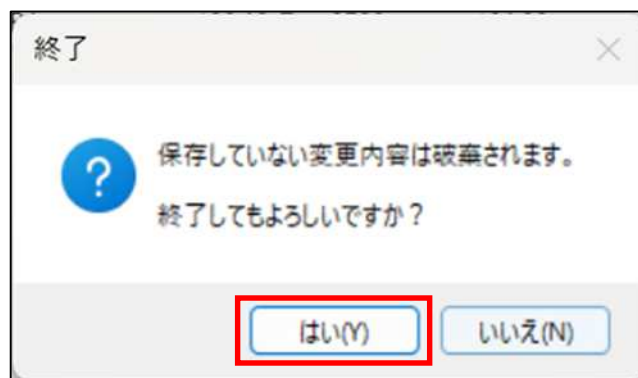 終了
保存していない変更内容は破棄されます。
終了してもよろしいですか？
はい(Y)
いいえ(N)